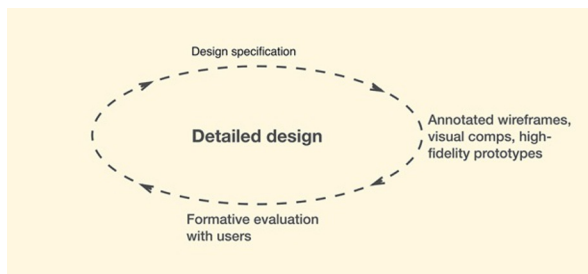 Design specification
Detailed design
Annotated wireframes,
visual comps, high-
fidelity prototypes
Formative evaluation
with users